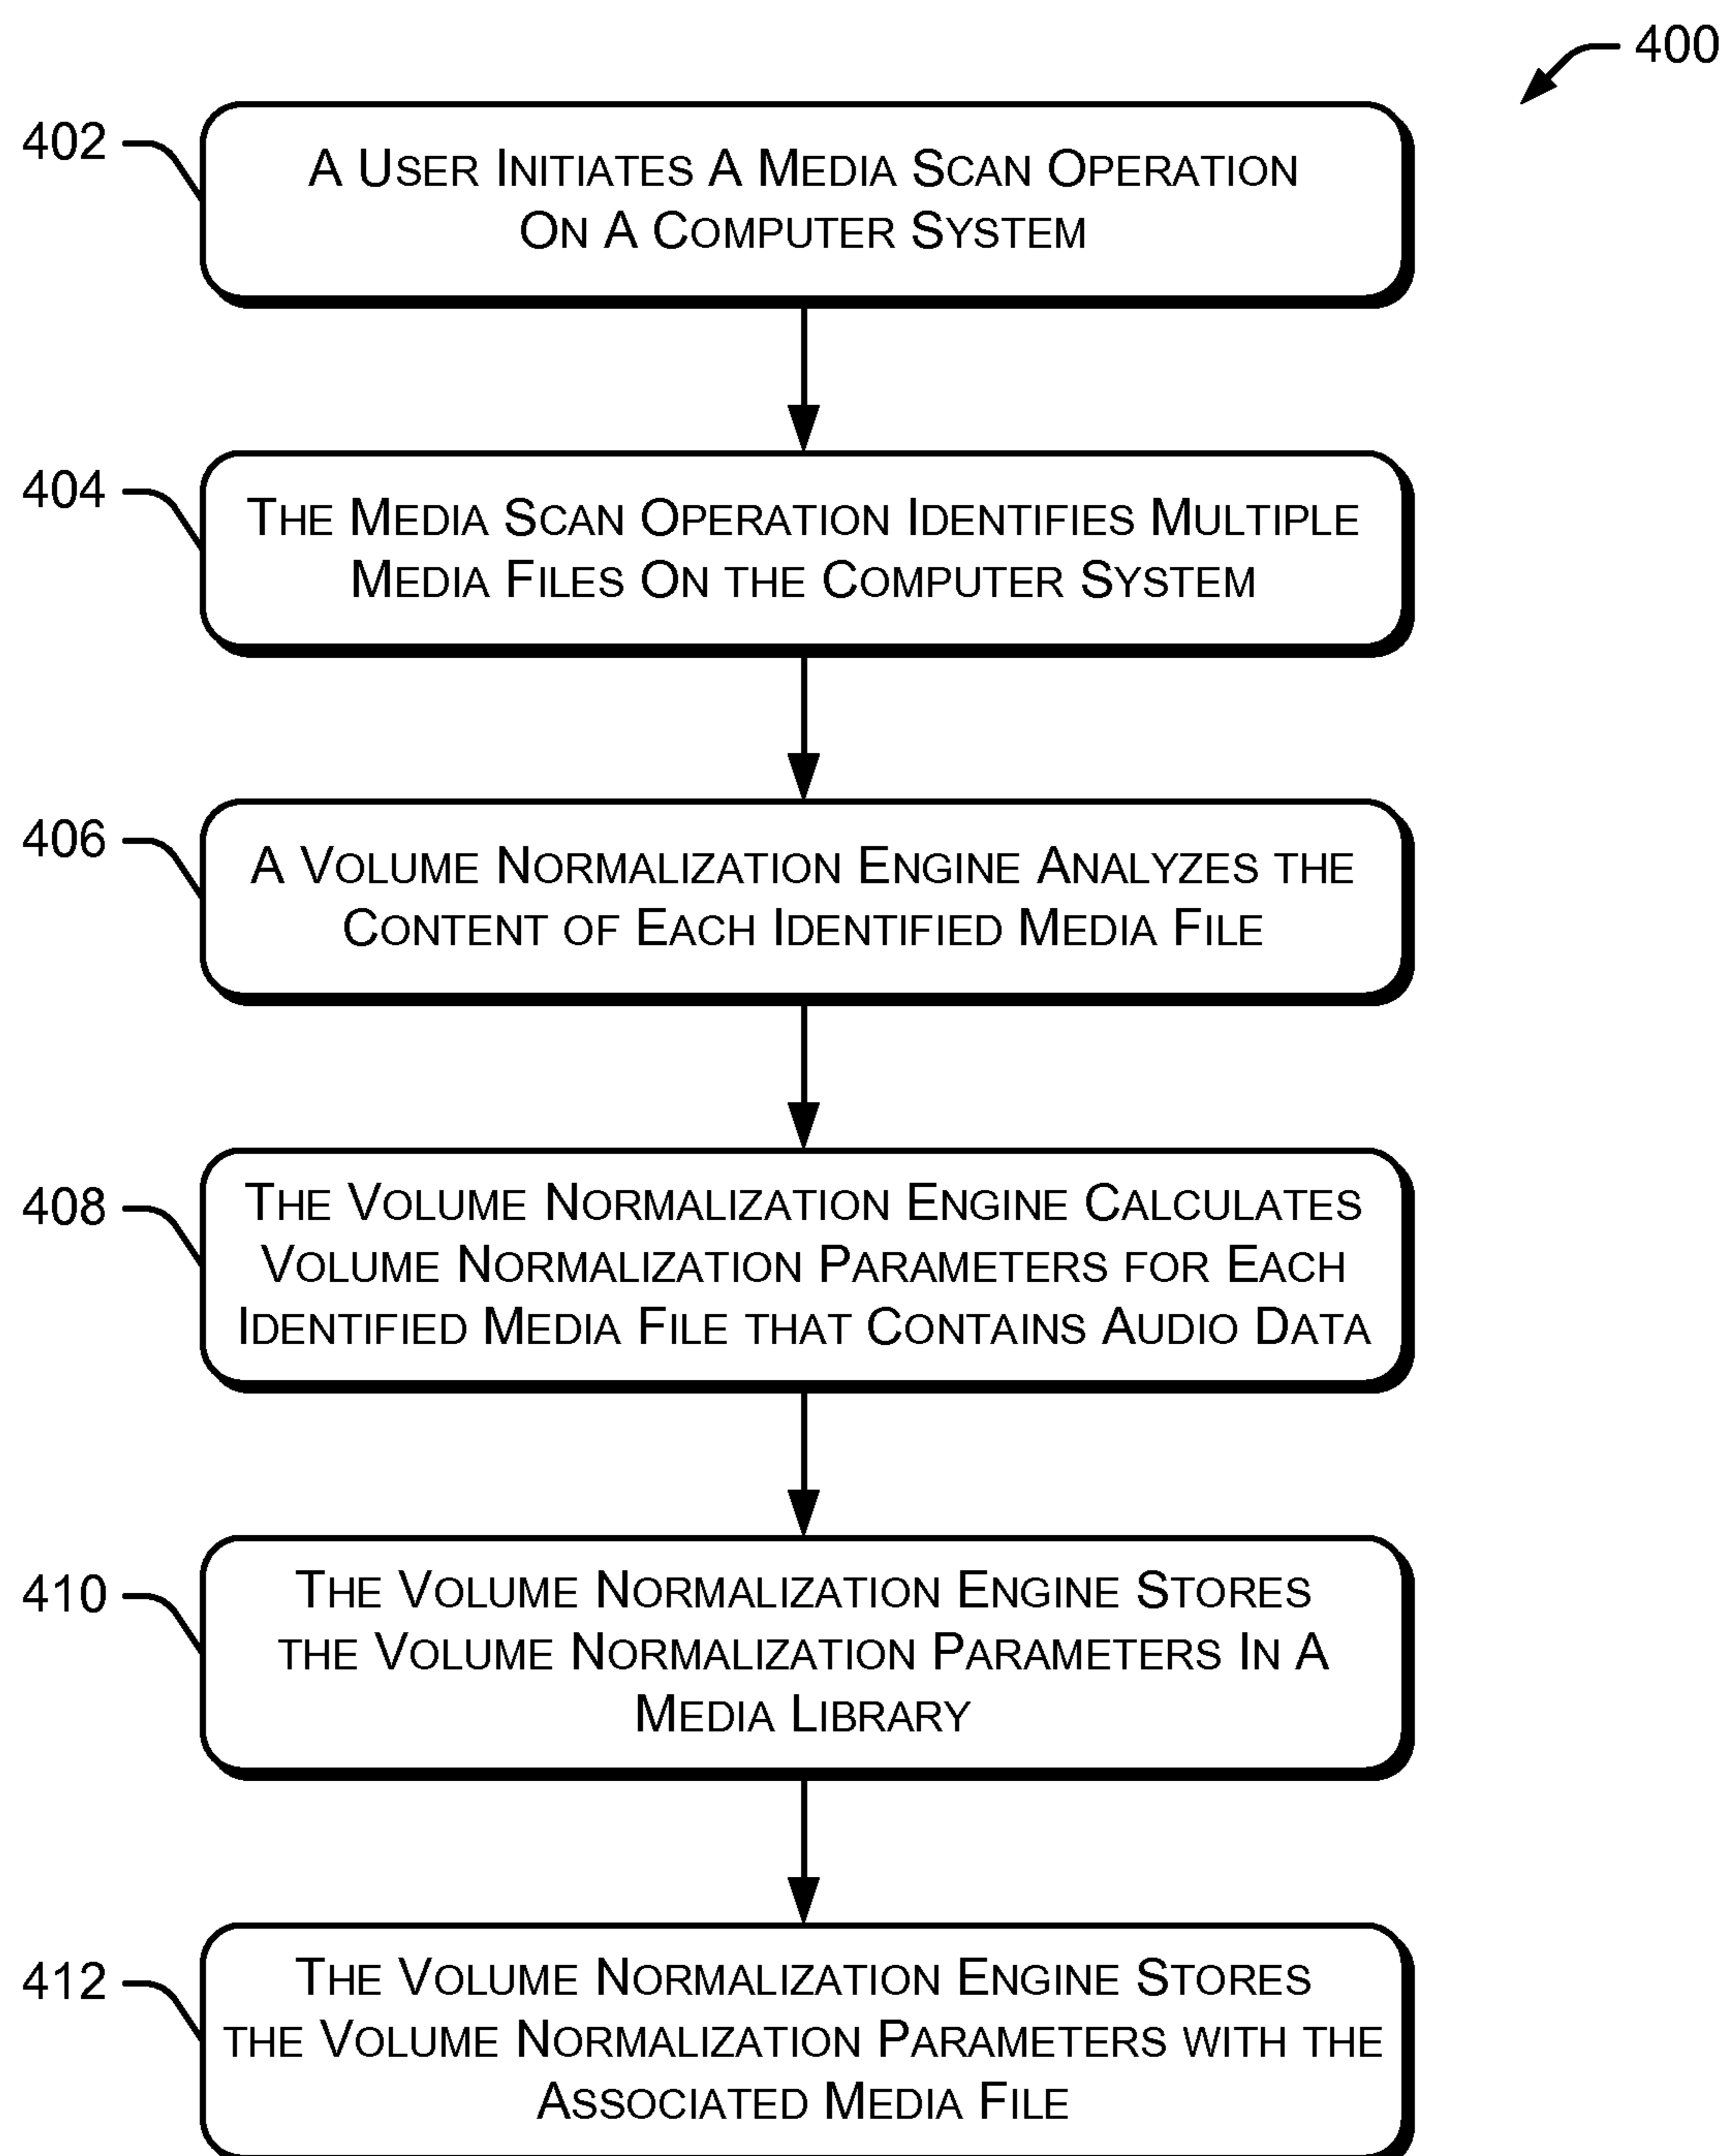 400
402
A USER INITIATES A MEDIA SCAN OPERATION
ON A COMPUTER SYSTEM
404
THE MEDIA SCAN OPERATION IDENTIFIES MULTIPLE
MEDIA FILES ON THE COMPUTER SYSTEM
406
A VOLUME NORMALIZATION ENGINE ANALYZES THE
CONTENT OF EACH IDENTIFIED MEDIA FILE
408
THE VOLUME NORMALIZATION ENGINE CALCULATES
VOLUME NORMALIZATION PARAMETERS FOR EACH
IDENTIFIED MEDIA FILE THAT CONTAINS AUDIO DATA
410
THE VOLUME NORMALIZATION ENGINE STORES
THE VOLUME NORMALIZATION PARAMETERS IN A
MEDIA LIBRARY
412
THE VOLUME NORMALIZATION ENGINE STORES
THE VOLUME NORMALIZATION PARAMETERS WITH THE
ASSOCIATED MEDIA FILE